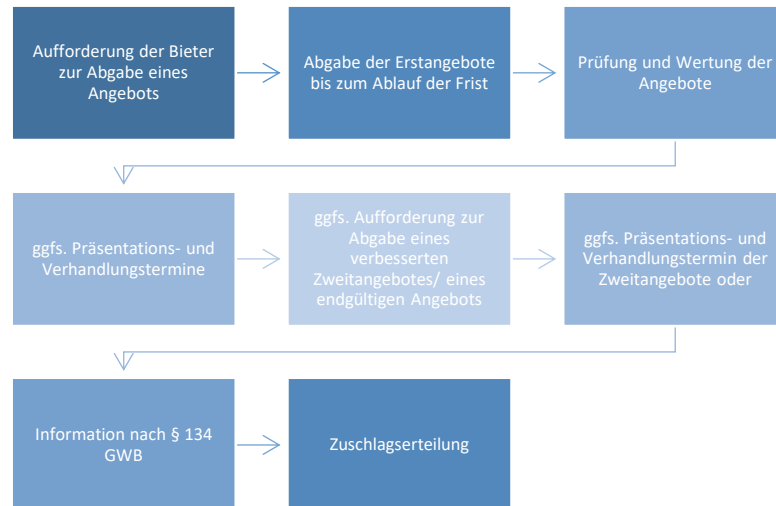 Aufforderung der Bieter
zur Abgabe eines
Angebots
Abgabe der Erstangebote
bis zum Ablauf der Frist
Prüfung und Wertung der
Angebote
ggfs. Präsentations- und
Verhandlungstermine
ggfs. Aufforderung zur
Abgabe eines
verbesserten
Zweitangebotes/ eines
endgültigen Angebots
ggfs. Präsentations- und
Verhandlungstermin der
Zweitangebote oder
Information nach § 134
GWB
Zuschlagserteilung